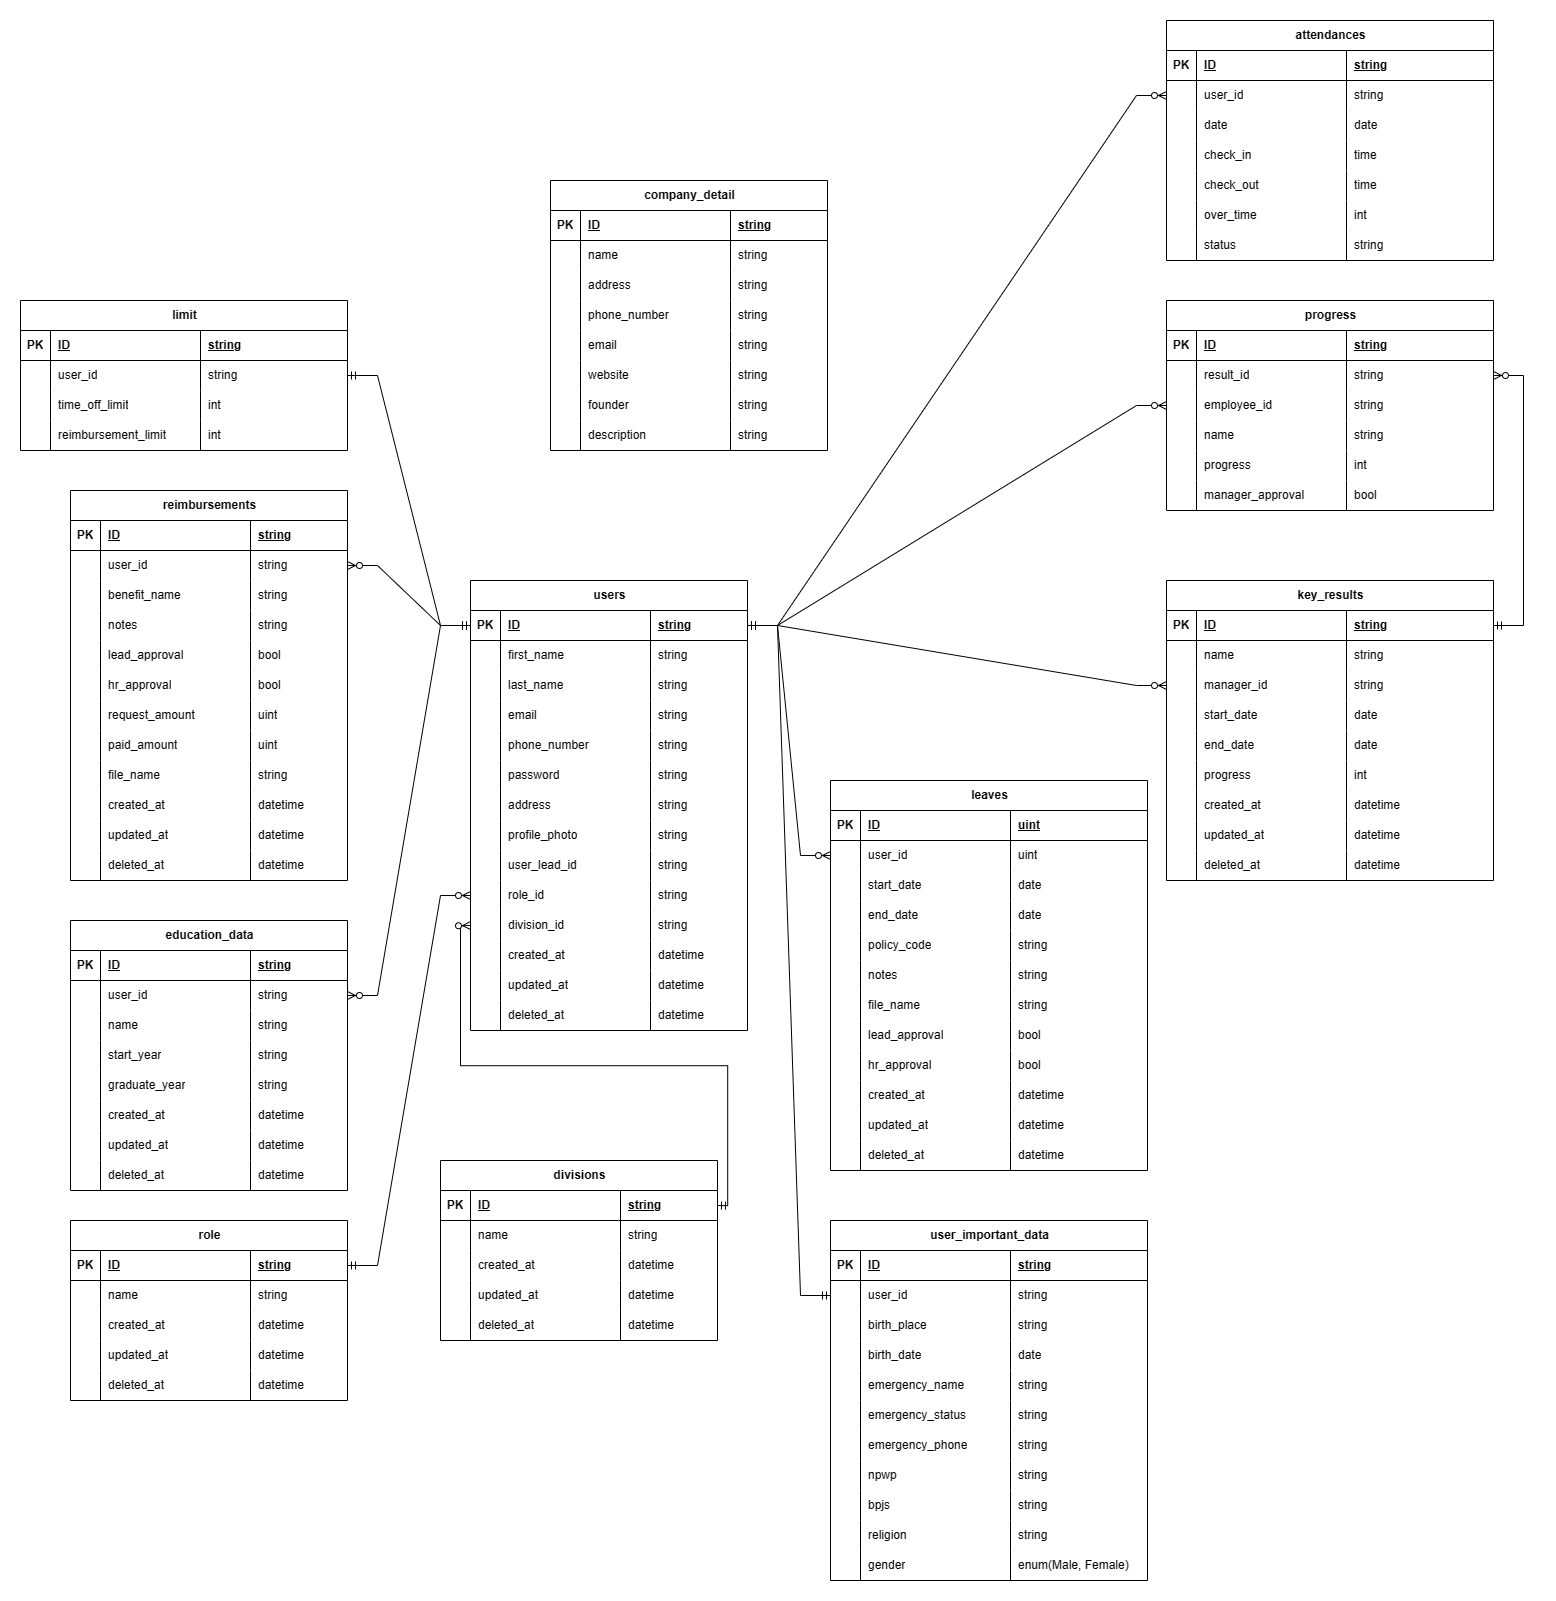 attendances
PK ID string
user_id string
date date
check_in time
check_out time
over_time int
status string
company_detail
PK ID string
name string
address string
phone_number string
email string
website string
founder string
description string
limit
PK ID string
user_id string
time_off_limit int
reimbursement_limit int
progress
PK ID string
result_id string
employee_id string
name string
progress int
manager_approval bool
reimbursements
PK ID string
user_id string
benefit_name string
notes string
lead_approval bool
hr_approval bool
request_amount uint
paid_amount uint
file_name string
created_at datetime
updated_at datetime
deleted_at datetime
users
PK ID string
first_name string
last_name string
email string
phone_number string
password string
address string
profile_photo string
user_lead_id string
role_id string
division_id string
created_at datetime
updated_at datetime
deleted_at datetime
key_results
PK ID string
name string
manager_id string
start_date date
end_date date
progress int
created_at datetime
updated_at datetime
deleted_at datetime
leaves
PK ID uint
user_id uint
start_date date
end_date date
policy_code string
notes string
file_name string
lead_approval bool
hr_approval bool
created_at datetime
updated_at datetime
deleted_at datetime
education_data
PK ID string
user_id string
name string
start_year string
graduate_year string
created_at datetime
updated_at datetime
deleted_at datetime
divisions
PK ID string
name string
created_at datetime
updated_at datetime
deleted_at datetime
role
PK ID string
name string
created_at datetime
updated_at datetime
deleted_at datetime
user_important_data
PK ID string
user_id string
birth_place string
birth_date date
emergency_name string
emergency_status string
emergency_phone string
npwp string
bpjs string
religion string
gender enum(Male, Female)